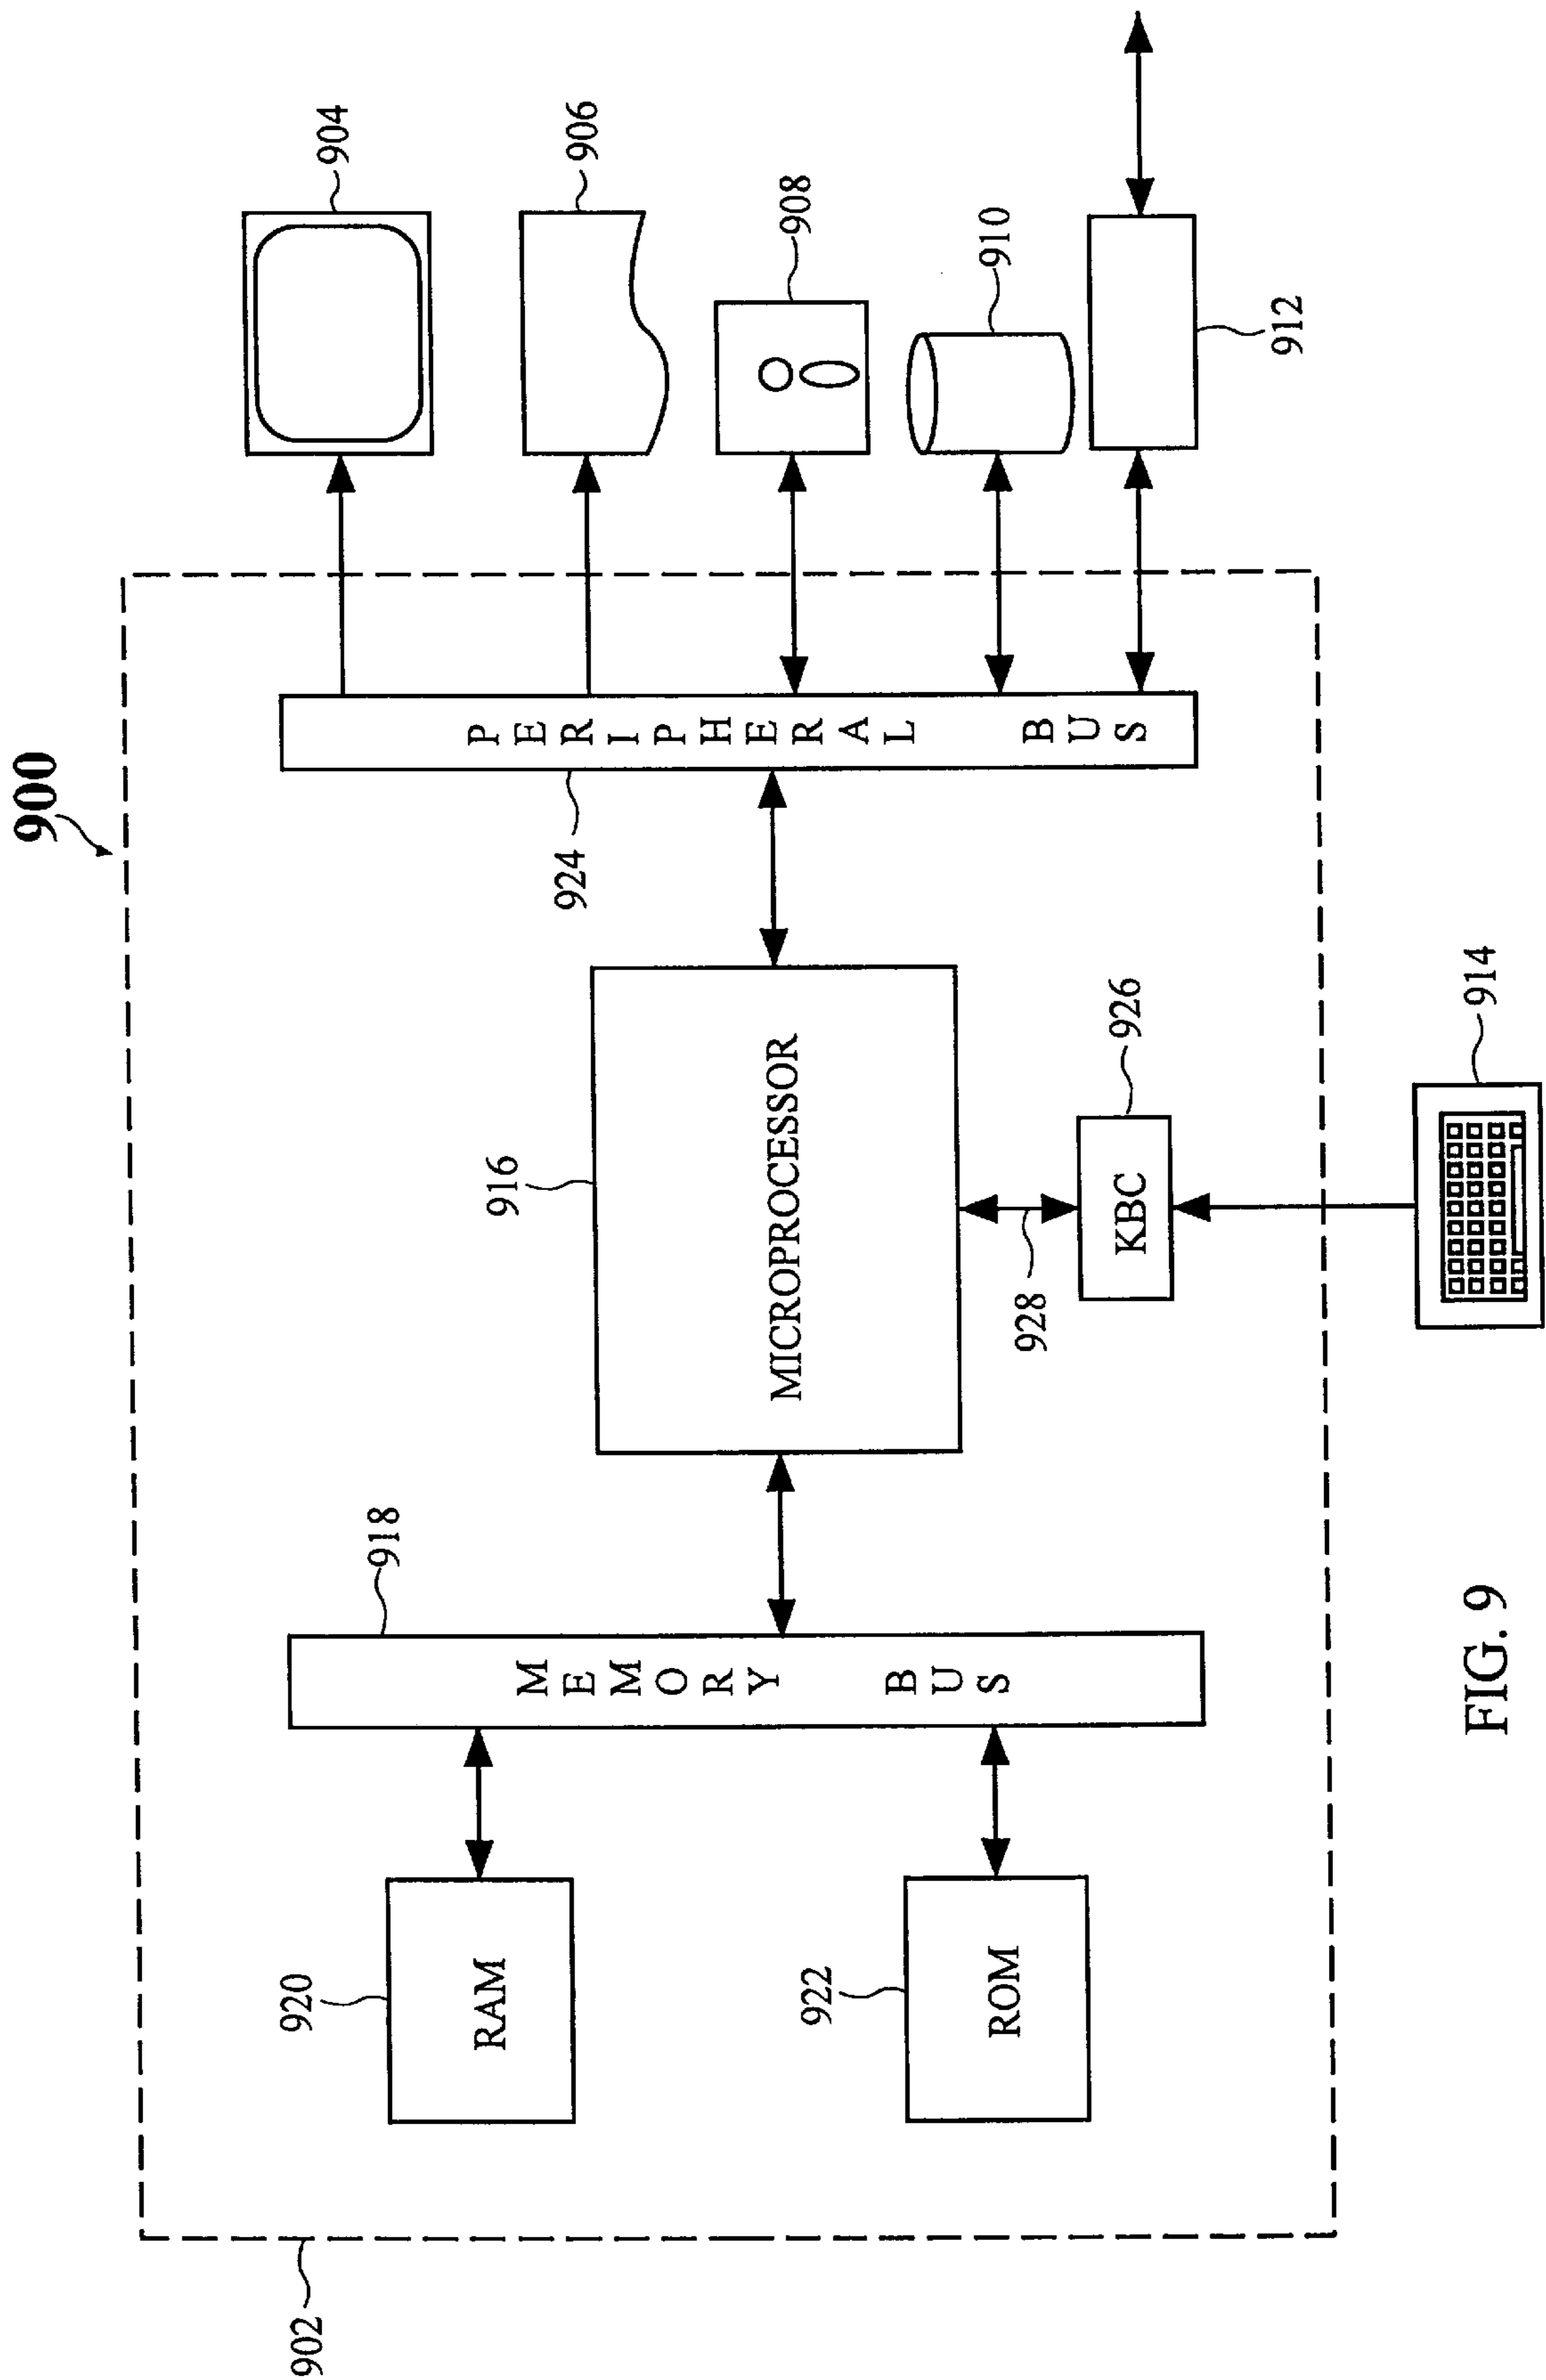 900
902
920
RAM
922
ROM
918
MEMORY BUS
916
MICROPROCESSOR
928
KBC
926
924
PERIPHERAL BUS
904
906
908
910
912
914
FIG. 9